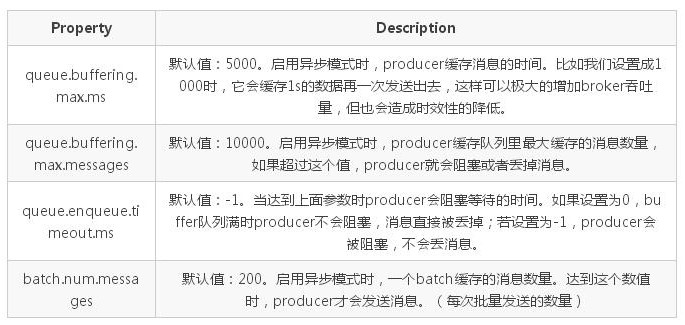 Property
Description
queue.buffering.
max.ms
默认值：5000。启用异步模式时，producer缓存消息的时间。比如我们设置成1
000时，它会缓存1s的数据再一次发送出去，这样可以极大的增加broker吞吐
量，但也会造成时效性的降低。
queue.buffering.
max.messages
默认值：10000。启用异步模式时，producer缓存队列里最大缓存的消息数量，
如果超过这个值，producer就会阻塞或者丢掉消息。
queue.enqueue.ti
meout.ms
默认值：-1。当达到上面参数时producer会阻塞等待的时间。如果设置为0，bu
ffer队列满时producer不会阻塞，消息直接被丢掉；若设置为-1，producer会
被阻塞，不会丢消息。
batch.num.messa
ges
默认值：200。启用异步模式时，一个batch缓存的消息数量。达到这个数值
时，producer才会发送消息。（每次批量发送的数量）